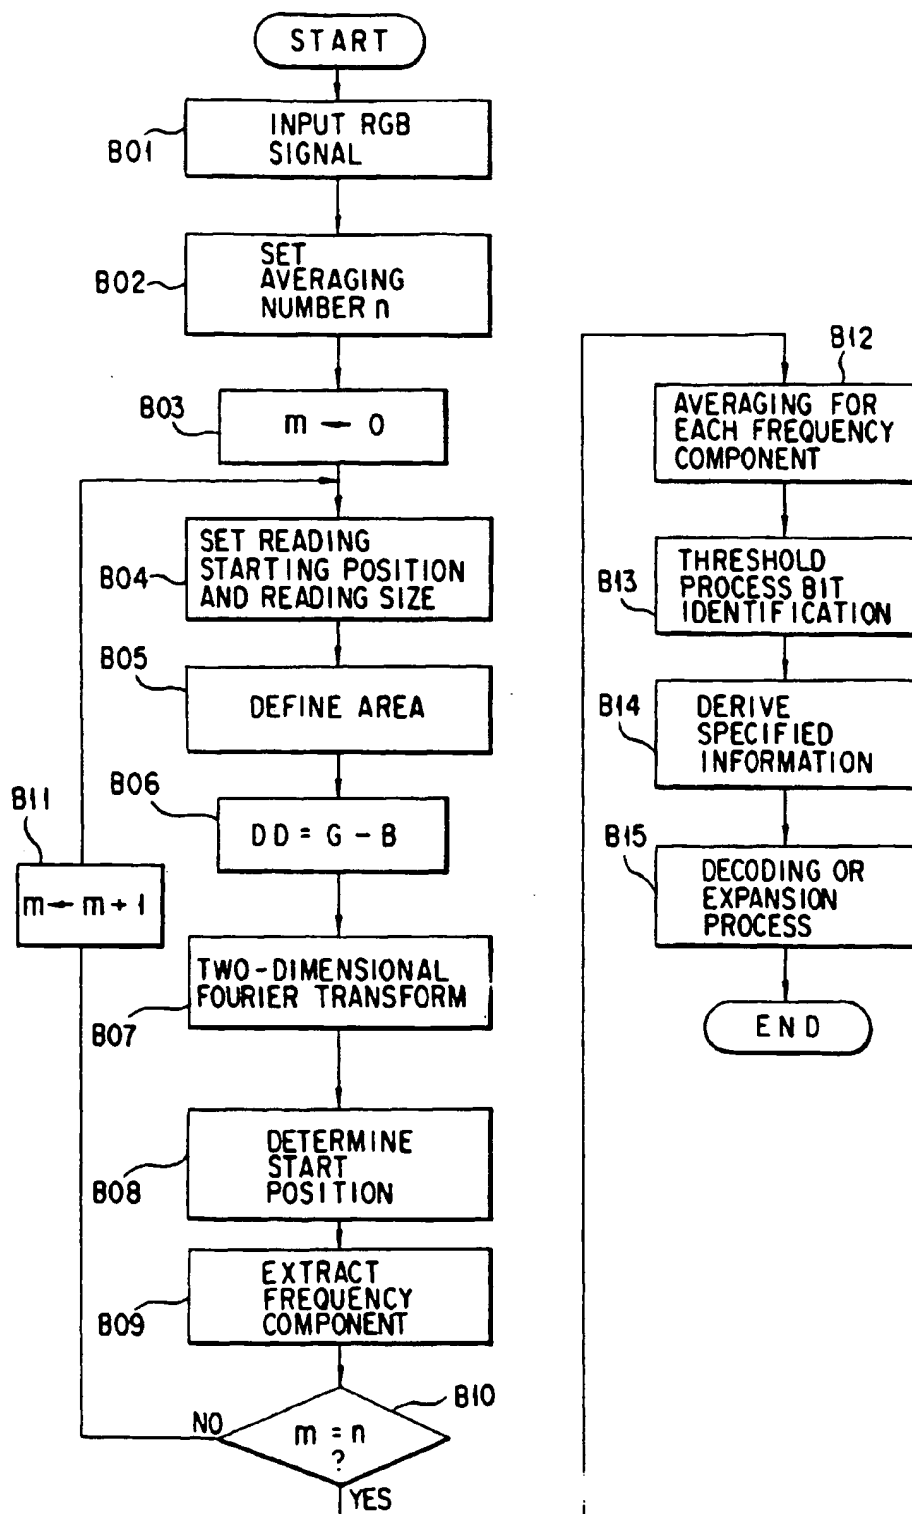 START
B01
INPUT RGB
SIGNAL
B02
SET
AVERAGING
NUMBER n
B03
m ← 0
B04
SET READING
STARTING POSITION
AND READING SIZE
B05
DEFINE AREA
B06
DD = G - B
B11
m ← m + 1
B07
TWO-DIMENSIONAL
FOURIER TRANSFORM
B08
DETERMINE
START
POSITION
B09
EXTRACT
FREQUENCY
COMPONENT
B10
m = n
?
NO
YES
B12
AVERAGING FOR
EACH FREQUENCY
COMPONENT
B13
THRESHOLD
PROCESS BIT
IDENTIFICATION
B14
DERIVE
SPECIFIED
INFORMATION
B15
DECODING OR
EXPANSION
PROCESS
END